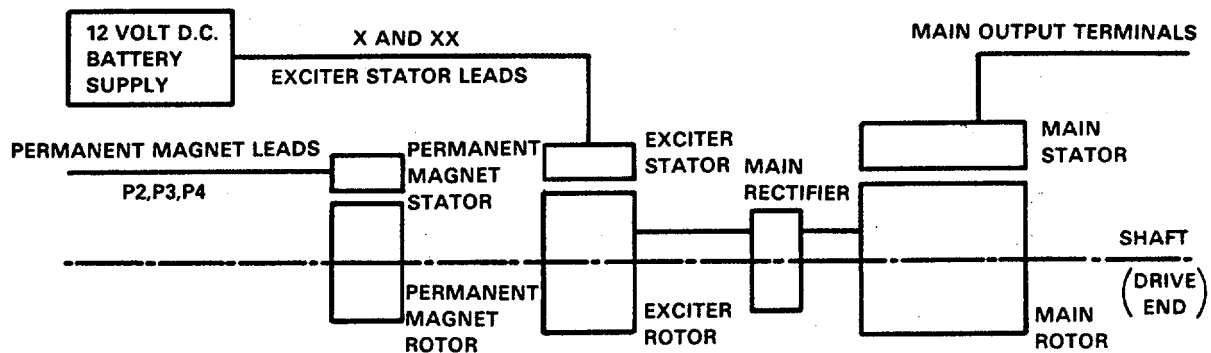 12 VOLT D.C.
BATTERY
SUPPLY
X AND XX
EXCITER STATOR LEADS
MAIN OUTPUT TERMINALS
PERMANENT MAGNET LEADS
P2,P3,P4
PERMANENT
MAGNET
STATOR
EXCITER
STATOR
MAIN
RECTIFIER
MAIN
STATOR
SHAFT
(DRIVE
END)
PERMANENT
MAGNET
ROTOR
EXCITER
ROTOR
MAIN
ROTOR